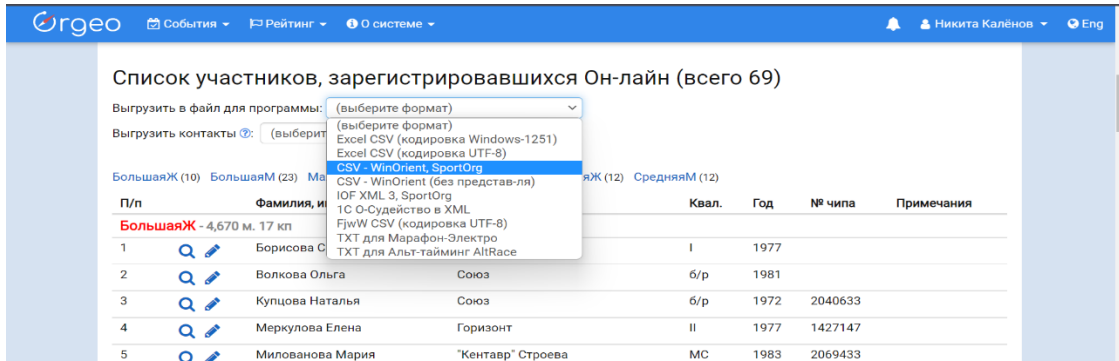 Orgeo События Рейтинг О системе Никита Калёнов Eng
Список участников, зарегистрировавшихся Он-лайн (всего 69)
Выгрузить в файл для программы: (выберите формат)
Выгрузить контакты ?: (выберит
(выберите формат)
Excel CSV (кодировка Windows-1251)
Excel CSV (кодировка UTF-8)
CSV - WinOrient, SportOrg
CSV - WinOrient (без представ-ля)
IOF XML 3, SportOrg
1С О-Судейство в XML
FjwW CSV (кодировка UTF-8)
TXT для Марафон-Электро
TXT для Альт-тайминг AltRace
БольшаяЖ (10) БольшаяМ (23) Ма яЖ (12) СредняяМ (12)
П/п Фамилия, и Квал. Год № чипа Примечания
БольшаяЖ - 4,670 м. 17 кп
1 Борисова С I 1977
2 Волкова Ольга Союз б/р 1981
3 Купцова Наталья Союз б/р 1972 2040633
4 Меркулова Елена Горизонт II 1977 1427147
5 Милованова Мария "Кентавр" Строева МС 1983 2069433